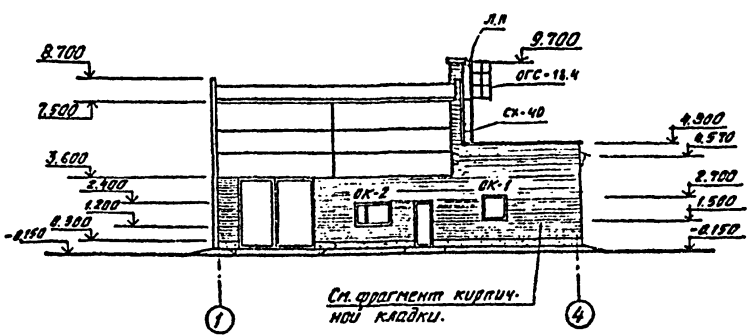 Л.П
8.700
9.700
ОГС-18.4
7.500
СХ-40
4.900
4.570
3.600
2.400
ОК-2
ОК-1
2.700
1.200
1.500
0.300
-0.150
-0.150
См. фрагмент кирпич-
ной кладки.
1
4